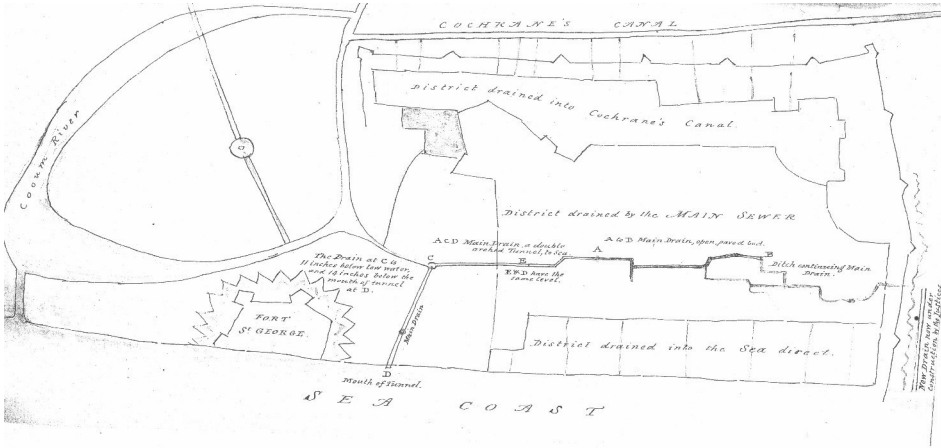 COCHRANE'S CANAL
Cooum River
District drained into
Cochrane's Canal.
District drained by the MAIN SEWER
A C D Main Drain, a double
arched Tunnel, to Sea
A to B Main Drain, open, paved bed.
A
B
C
E
E & D have the
same level.
Ditch continuing Main
Drain.
The Drain at C is
11 inches below low water,
and 14 inches below the
mouth of tunnel
at D.
Main Drain
FORT
ST GEORGE.
District drained into the Sea direct.
New Drain now under
construction by the Justices
D
Mouth of Tunnel.
SEA COAST